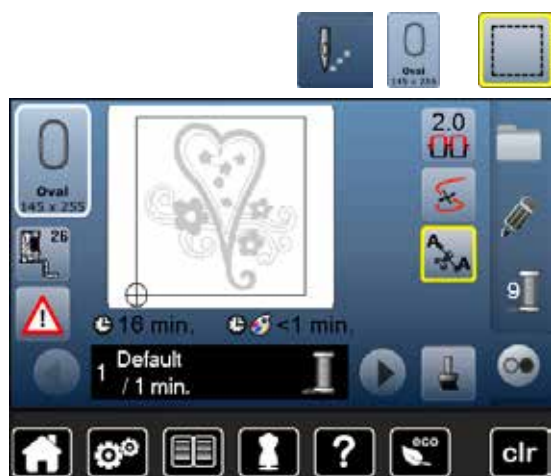 Oval
145 x 255
2.0
Oval
145 x 255
26
A
A
9
16 min.
<1 min.
1 Default
/ 1 min.
?
eco
clr